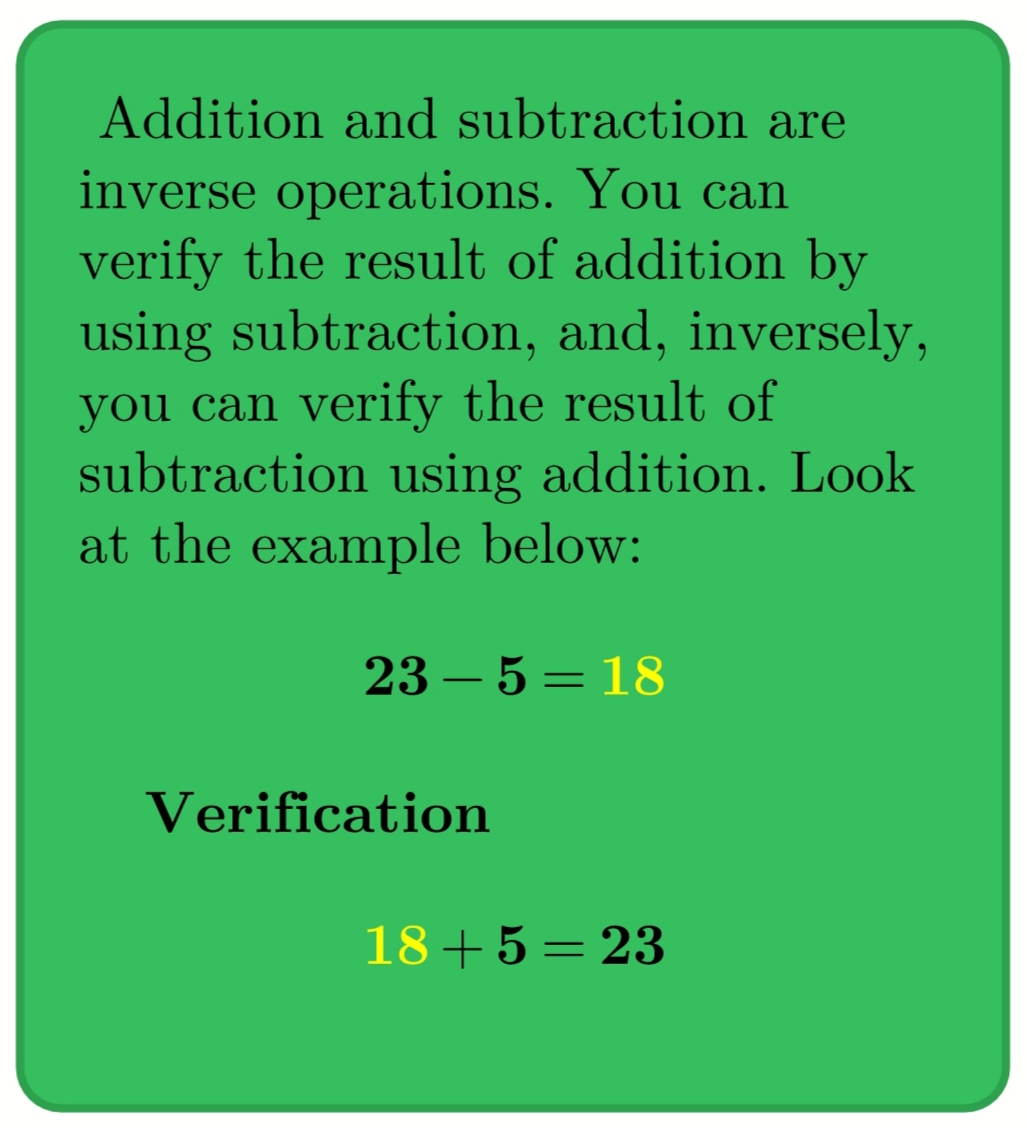 Addition and subtraction are
inverse operations. You can
verify the result of addition by
using subtraction, and, inversely,
you can verify the result of
subtraction using addition. Look
at the example below:
23 − 5 = 18
Verification
18 + 5 = 23